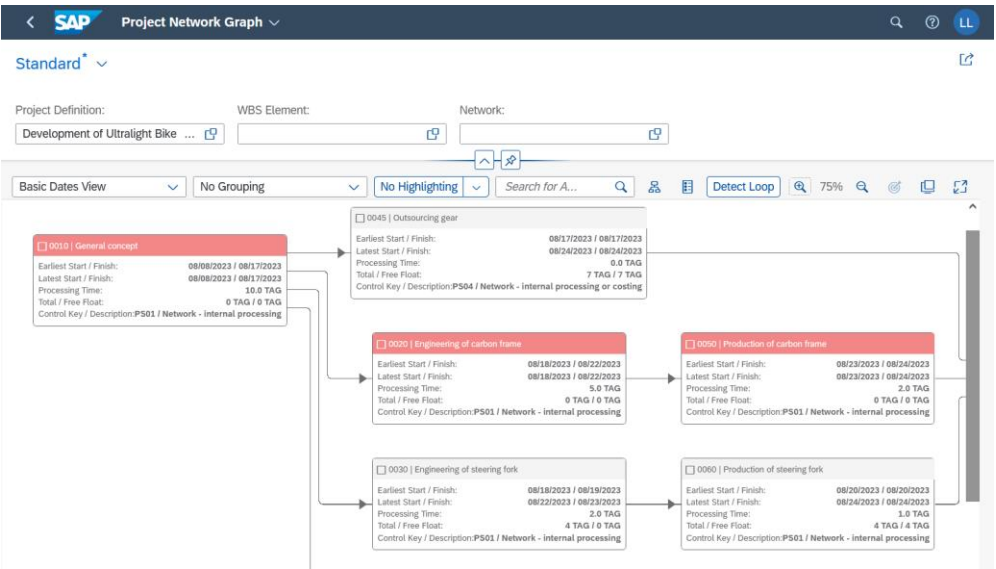 SAP Project Network Graph
LL
Standard*
Project Definition: WBS Element: Network:
Development of Ultralight Bike ...
Basic Dates View No Grouping No Highlighting Search for A... Detect Loop 75%
0045 | Outsourcing gear
Earliest Start / Finish: 08/17/2023 / 08/17/2023
Latest Start / Finish: 08/24/2023 / 08/24/2023
Processing Time: 0.0 TAG
Total / Free Float: 7 TAG / 7 TAG
Control Key / Description:PS04 / Network - internal processing or costing
0010 | General concept
Earliest Start / Finish: 08/08/2023 / 08/17/2023
Latest Start / Finish: 08/08/2023 / 08/17/2023
Processing Time: 10.0 TAG
Total / Free Float: 0 TAG / 0 TAG
Control Key / Description:PS01 / Network - internal processing
0020 | Engineering of carbon frame
Earliest Start / Finish: 08/18/2023 / 08/22/2023
Latest Start / Finish: 08/18/2023 / 08/22/2023
Processing Time: 5.0 TAG
Total / Free Float: 0 TAG / 0 TAG
Control Key / Description:PS01 / Network - internal processing
0050 | Production of carbon frame
Earliest Start / Finish: 08/23/2023 / 08/24/2023
Latest Start / Finish: 08/23/2023 / 08/24/2023
Processing Time: 2.0 TAG
Total / Free Float: 0 TAG / 0 TAG
Control Key / Description:PS01 / Network - internal processing
0030 | Engineering of steering fork
Earliest Start / Finish: 08/18/2023 / 08/19/2023
Latest Start / Finish: 08/22/2023 / 08/23/2023
Processing Time: 2.0 TAG
Total / Free Float: 4 TAG / 0 TAG
Control Key / Description:PS01 / Network - internal processing
0060 | Production of steering fork
Earliest Start / Finish: 08/20/2023 / 08/20/2023
Latest Start / Finish: 08/24/2023 / 08/24/2023
Processing Time: 1.0 TAG
Total / Free Float: 4 TAG / 4 TAG
Control Key / Description:PS01 / Network - internal processing